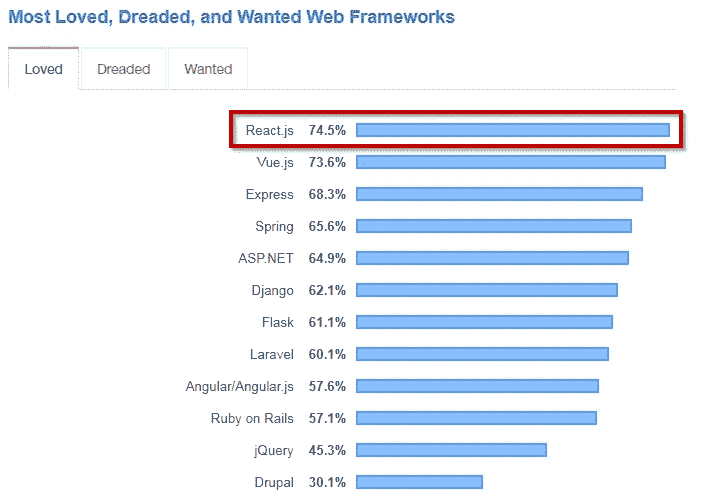 Most Loved, Dreaded, and Wanted Web Frameworks
Loved Dreaded Wanted
React.js 74.5%
Vue.js 73.6%
Express 68.3%
Spring 65.6%
ASP.NET 64.9%
Django 62.1%
Flask 61.1%
Laravel 60.1%
Angular/Angular.js 57.6%
Ruby on Rails 57.1%
jQuery 45.3%
Drupal 30.1%